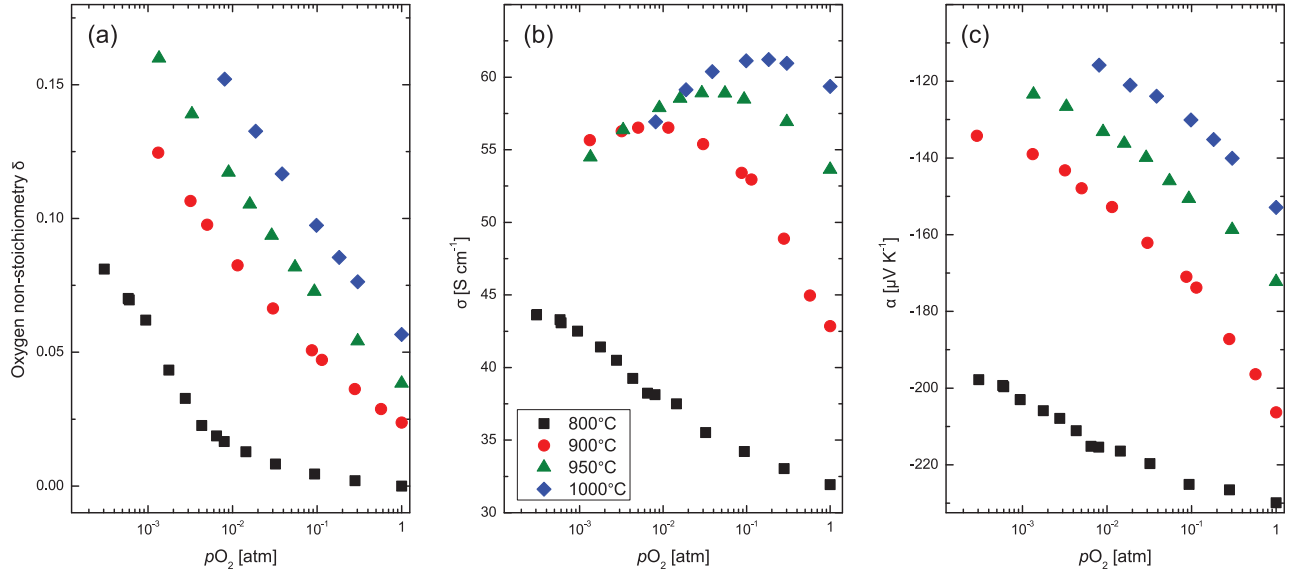 (a)
0.15
0.10
0.05
0.00
Oxygen non-stoichiometry δ
10⁻³
10⁻²
10⁻¹
1
pO₂ [atm]
(b)
65
60
55
50
45
40
35
30
σ [S cm⁻¹]
800°C
900°C
950°C
1000°C
10⁻³
10⁻²
10⁻¹
1
pO₂ [atm]
(c)
-120
-140
-160
-180
-200
-220
α [µV K⁻¹]
10⁻³
10⁻²
10⁻¹
1
pO₂ [atm]